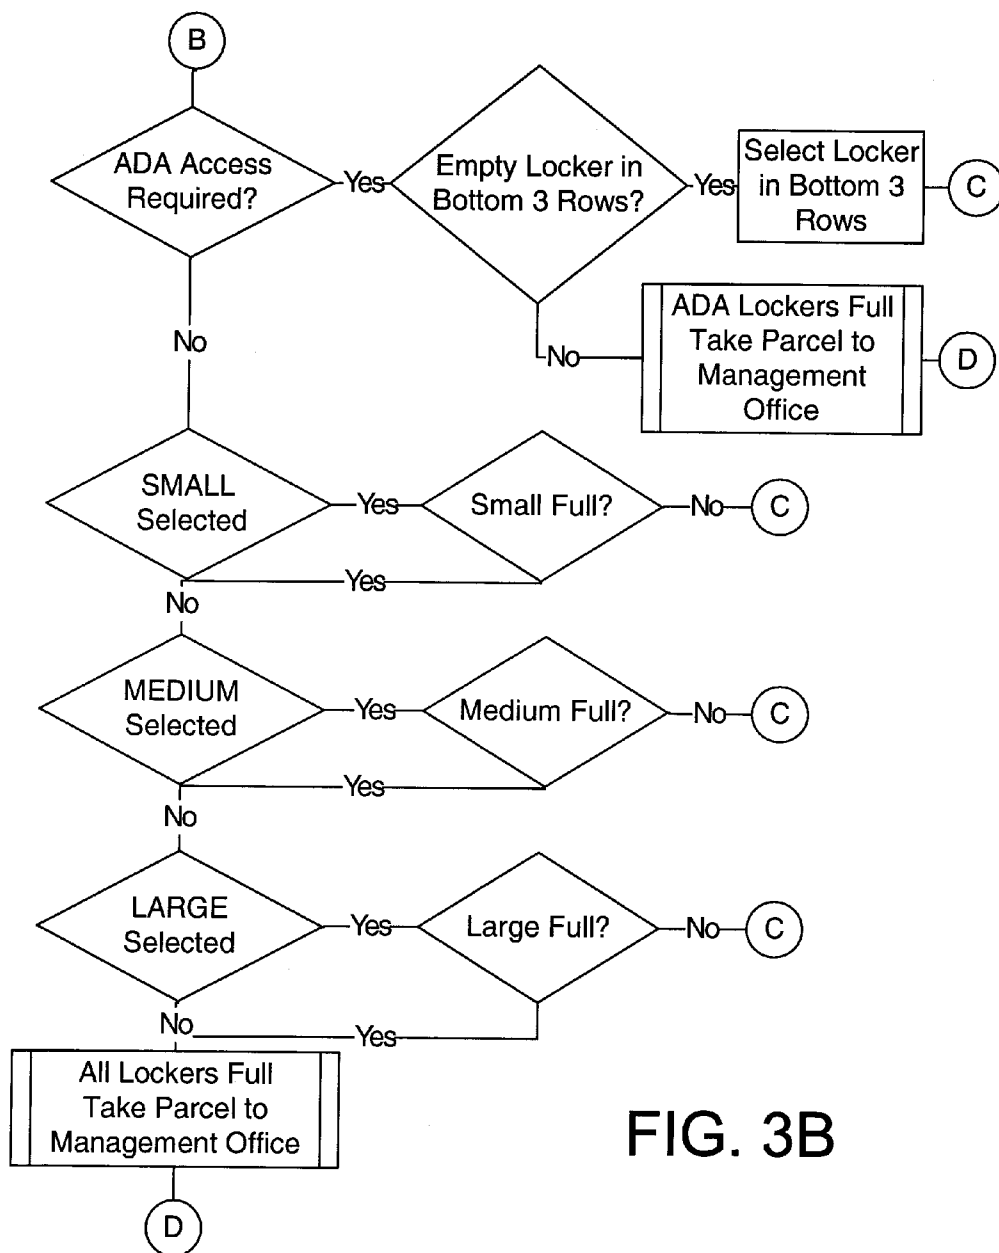 B
ADA Access
Required?
Yes
Empty Locker in
Bottom 3 Rows?
Yes
Select Locker
in Bottom 3
Rows
C
No
No
ADA Lockers Full
Take Parcel to
Management
Office
D
SMALL
Selected
Yes
Small Full?
No
C
Yes
No
MEDIUM
Selected
Yes
Medium Full?
No
C
Yes
No
LARGE
Selected
Yes
Large Full?
No
C
No
Yes
All Lockers Full
Take Parcel to
Management Office
D
FIG. 3B